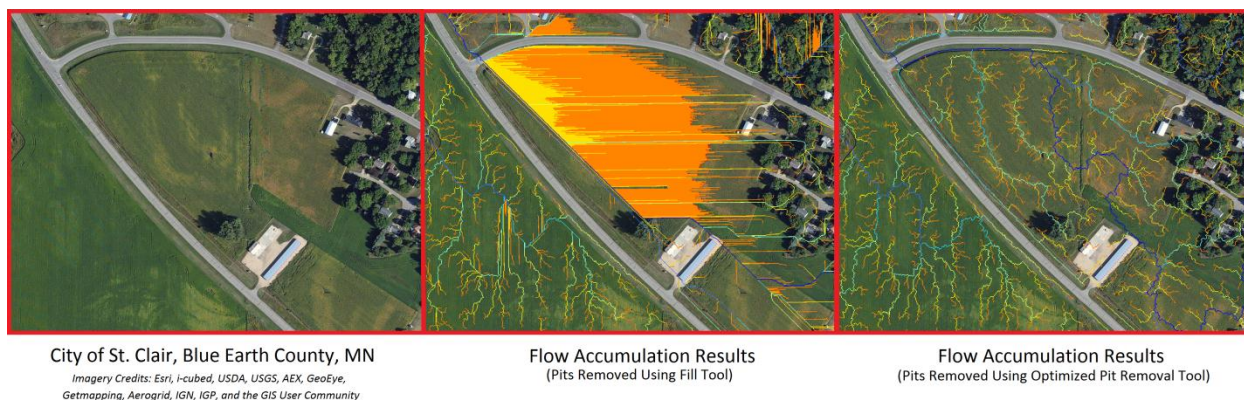 City of St. Clair, Blue Earth County, MN
Imagery Credits: Esri, i-cubed, USDA, USGS, AEX, GeoEye,
Getmapping, Aerogrid, IGN, IGP, and the GIS User Community
Flow Accumulation Results
(Pits Removed Using Fill Tool)
Flow Accumulation Results
(Pits Removed Using Optimized Pit Removal Tool)